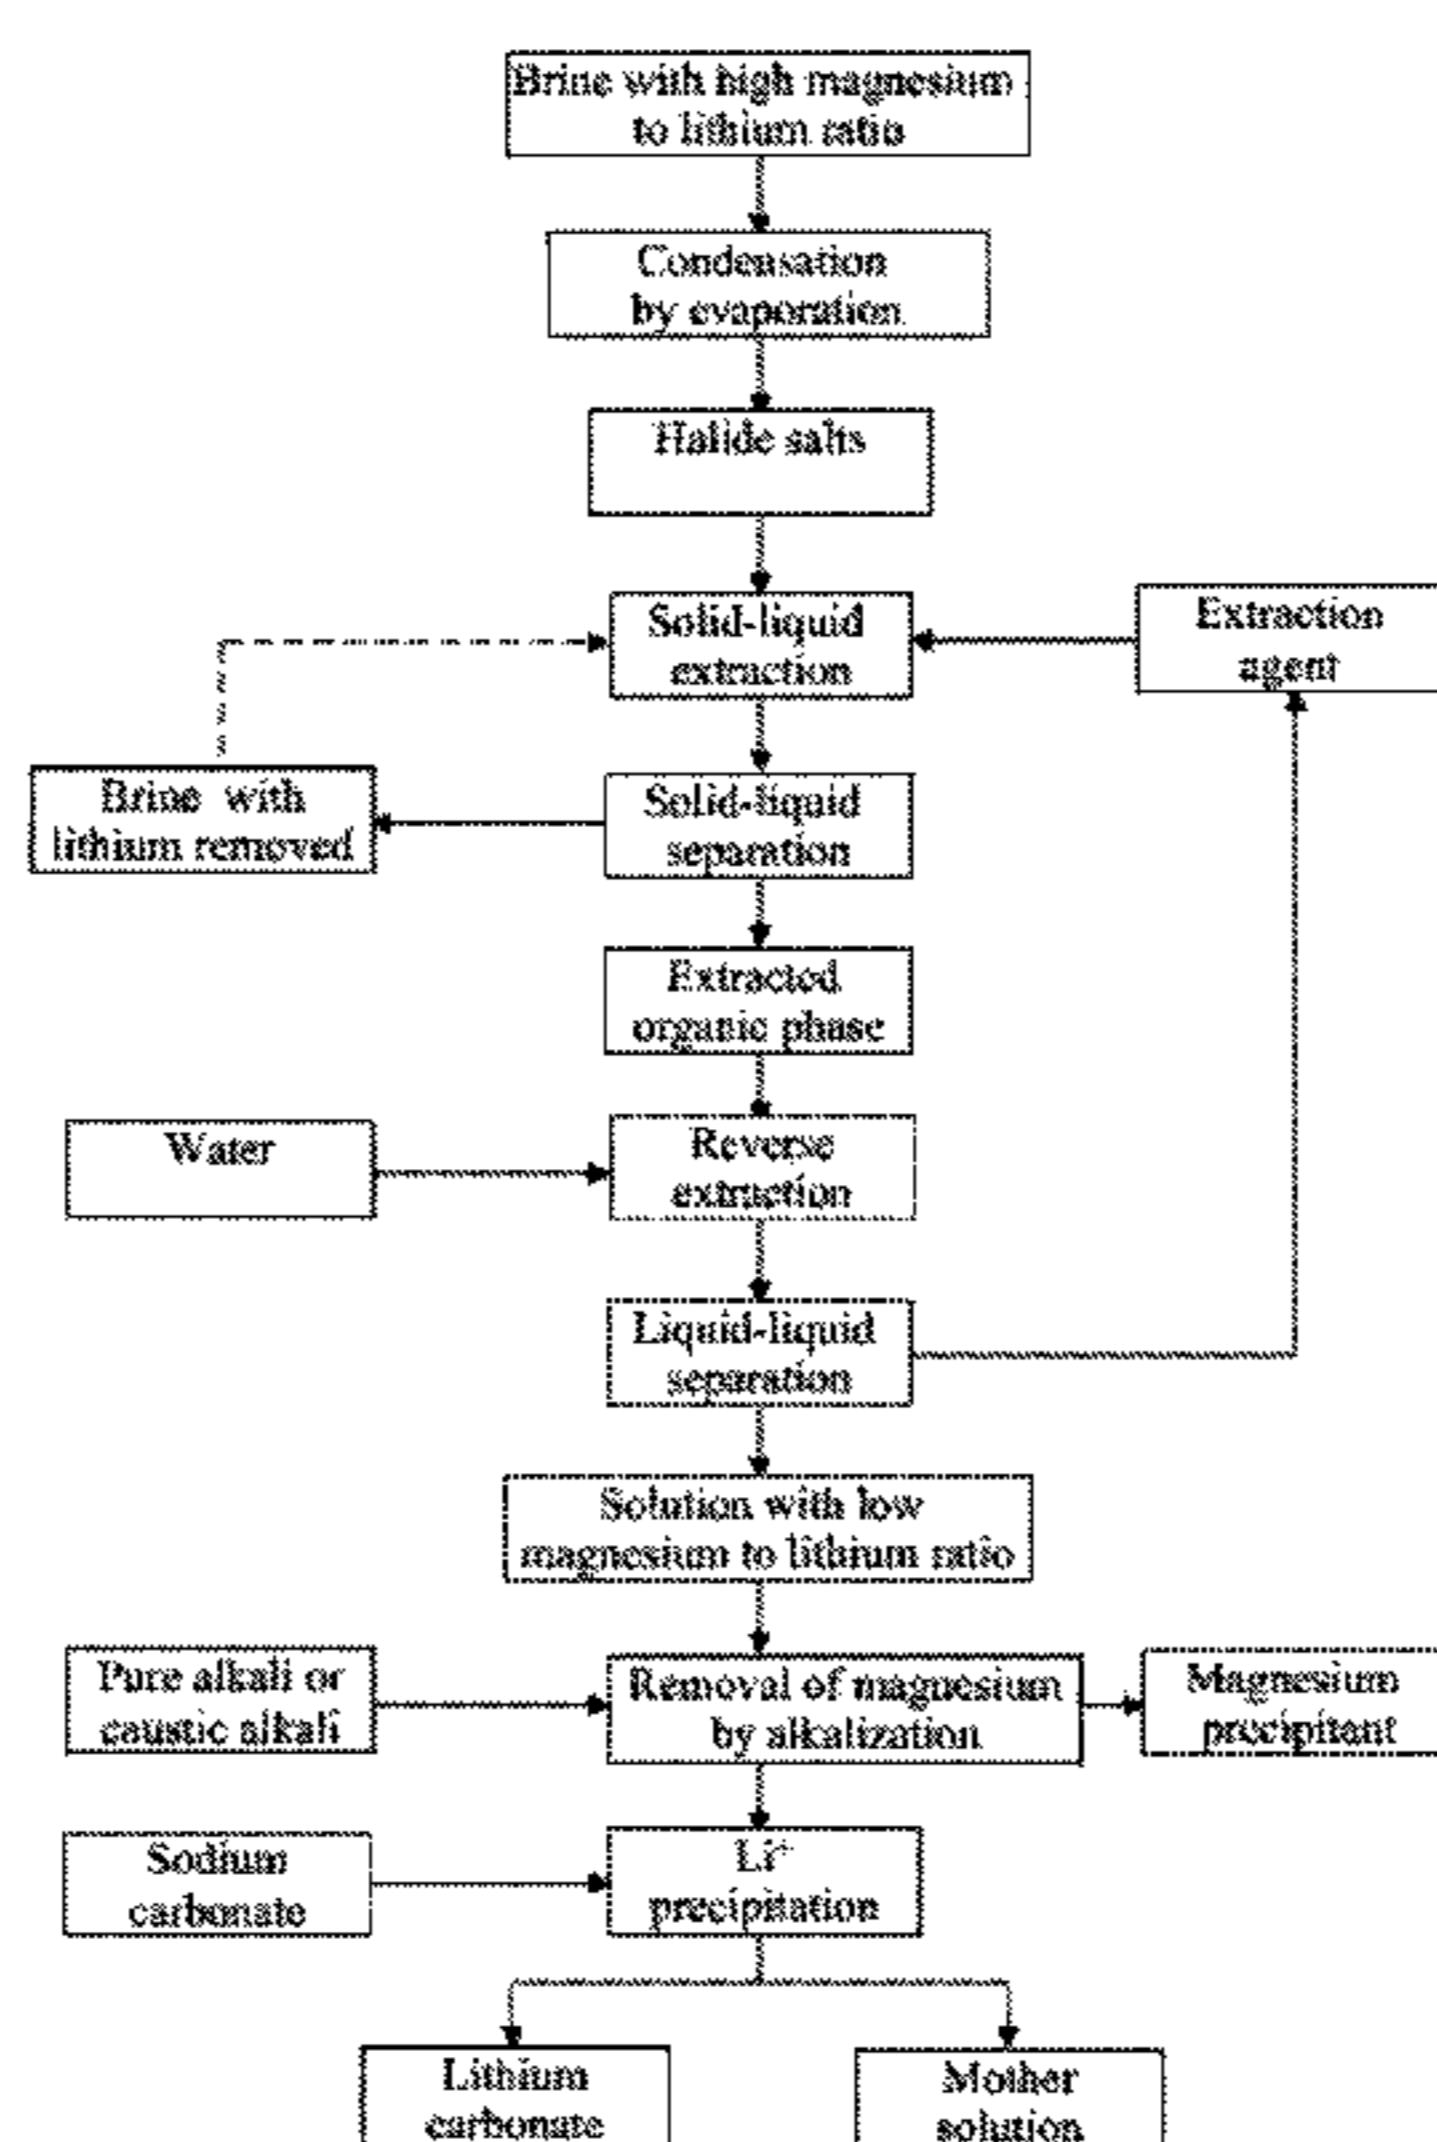 Brine with high magnesium
to lithium ratio
Condensation
by evaporation
Halide salts
Solid-liquid
extraction
Extraction
agent
Brine with
lithium removed
Solid-liquid
separation
Extracted
organic phase
Water
Reverse
extraction
Liquid-liquid
separation
Solution with low
magnesium to lithium ratio
Pure alkali or
caustic alkali
Removal of magnesium
by alkalization
Magnesium
precipitant
Sodium
carbonate
Li⁺
precipitation
Lithium
carbonate
Mother
solution